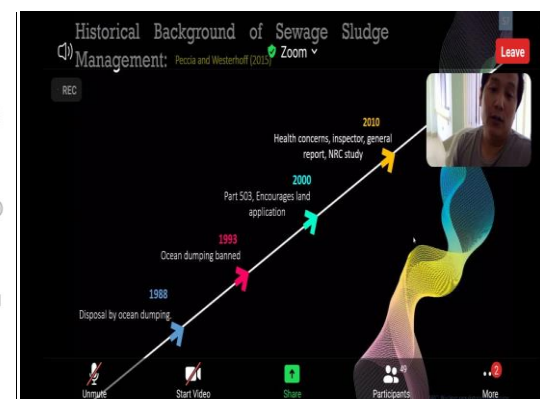 Historical Background of Sewage Sludge
Management: Peccia and Westerhoff (2015)
Zoom
Leave
REC
2010
Health concerns, inspector, general
report, NRC study
2000
Part 503, Encourages land
application
1993
Ocean dumping banned
1988
Disposal by ocean dumping.
Unmute
Start Video
Share
49
Participants
2
More